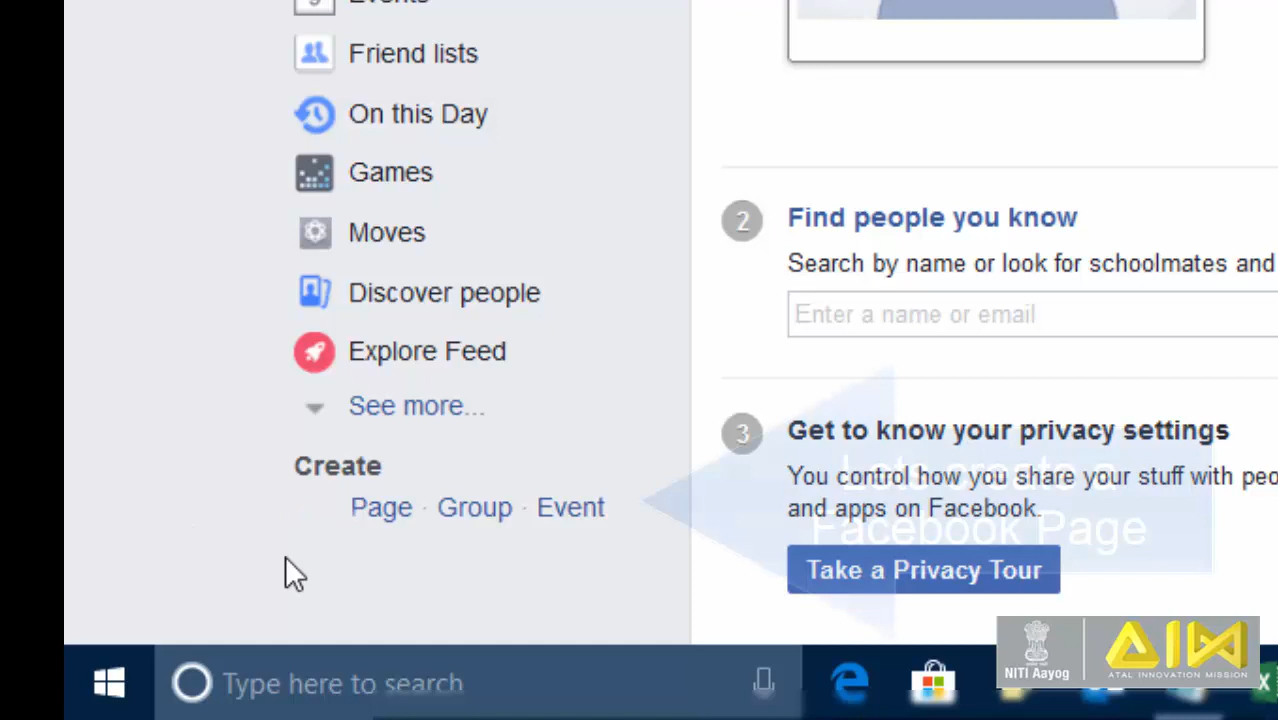 Events
Friend lists
On this Day
Games
Moves
Discover people
Explore Feed
See more...
Create
Page · Group · Event
2
Find people you know
Search by name or look for schoolmates and
Enter a name or email
3
Get to know your privacy settings
You control how you share your stuff with peo
and apps on Facebook.
Take a Privacy Tour
Lets create a
Facebook Page
Type here to search
NITI Aayog
AIM
ATAL INNOVATION MISSION